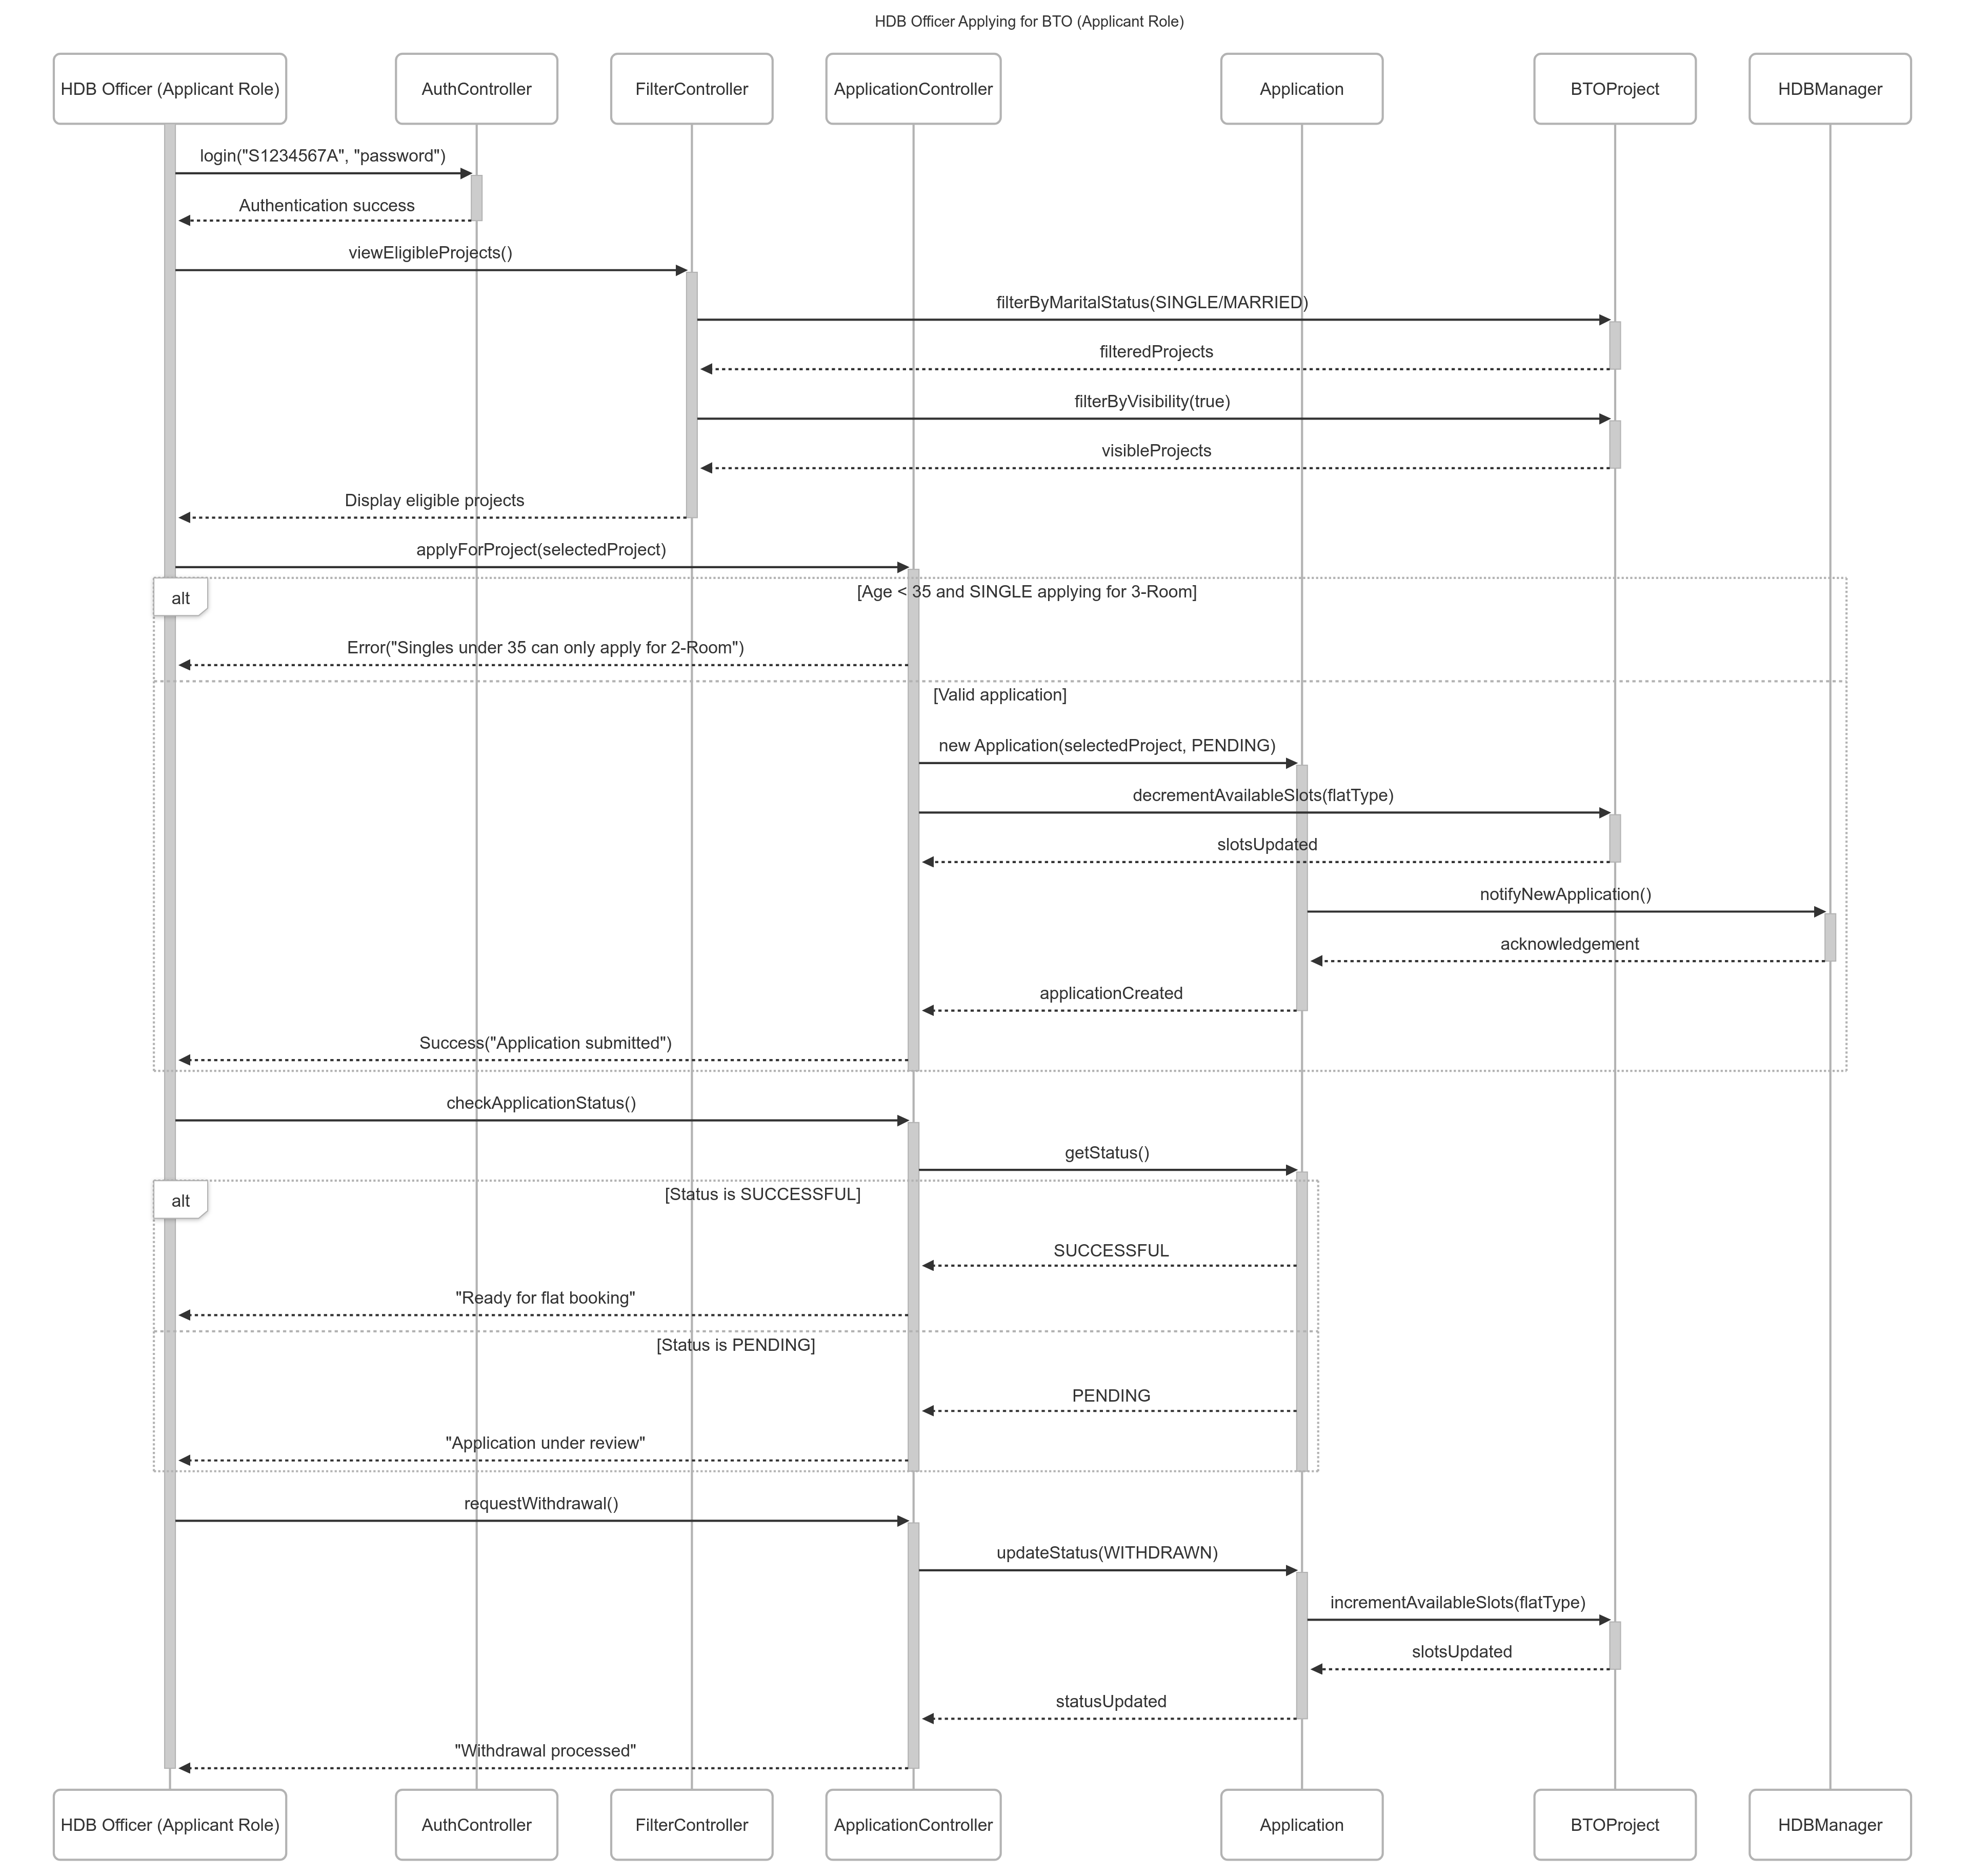 HDB Officer Applying for BTO (Applicant Role)
HDB Officer (Applicant Role)
AuthController
FilterController
ApplicationController
Application
BTOProject
HDBManager
login("S1234567A", "password")
Authentication success
viewEligibleProjects()
filterByMaritalStatus(SINGLE/MARRIED)
filteredProjects
filterByVisibility(true)
visibleProjects
Display eligible projects
applyForProject(selectedProject)
alt
[Age < 35 and SINGLE applying for 3-Room]
Error("Singles under 35 can only apply for 2-Room")
[Valid application]
new Application(selectedProject, PENDING)
decrementAvailableSlots(flatType)
slotsUpdated
notifyNewApplication()
acknowledgement
applicationCreated
Success("Application submitted")
checkApplicationStatus()
getStatus()
alt
[Status is SUCCESSFUL]
SUCCESSFUL
"Ready for flat booking"
[Status is PENDING]
PENDING
"Application under review"
requestWithdrawal()
updateStatus(WITHDRAWN)
incrementAvailableSlots(flatType)
slotsUpdated
statusUpdated
"Withdrawal processed"
HDB Officer (Applicant Role)
AuthController
FilterController
ApplicationController
Application
BTOProject
HDBManager